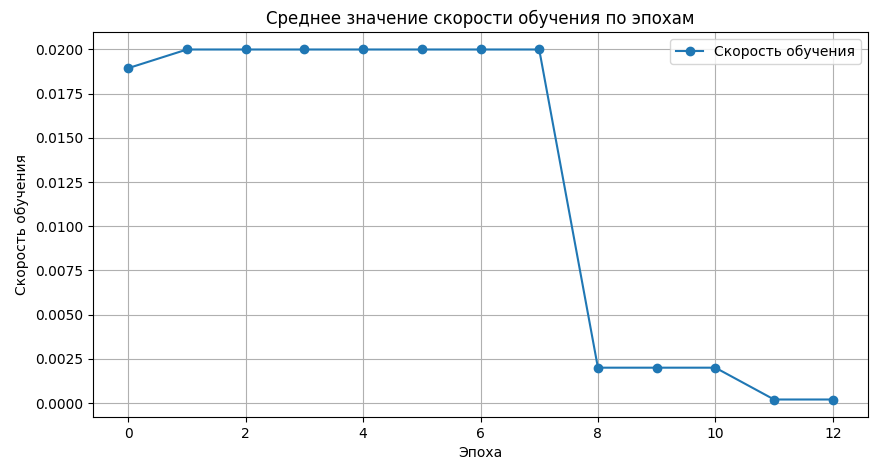 Среднее значение скорости обучения по эпохам
Скорость обучения
0.0200
0.0175
0.0150
0.0125
0.0100
0.0075
0.0050
0.0025
0.0000
Скорость обучения
0 2 4 6 8 10 12
Эпоха